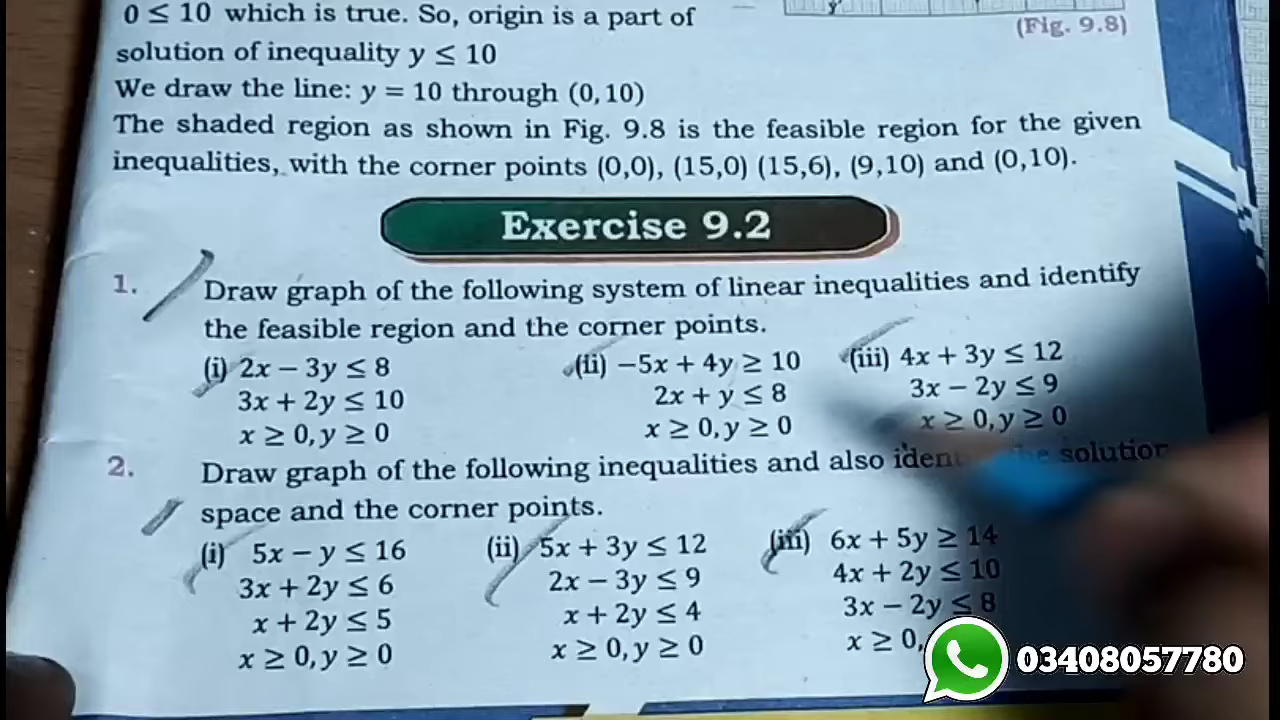 0 ≤ 10 which is true. So, origin is a part of
solution of inequality y ≤ 10
We draw the line: y = 10 through (0,10)
The shaded region as shown in Fig. 9.8 is the feasible region for the given
inequalities, with the corner points (0,0), (15,0) (15,6), (9,10) and (0,10).
(Fig. 9.8)
Exercise 9.2
1. Draw graph of the following system of linear inequalities and identify
the feasible region and the corner points.
(i) 2x − 3y ≤ 8 (ii) −5x + 4y ≥ 10 (iii) 4x + 3y ≤ 12
3x + 2y ≤ 10 2x + y ≤ 8 3x − 2y ≤ 9
x ≥ 0, y ≥ 0 x ≥ 0, y ≥ 0 x ≥ 0, y ≥ 0
2. Draw graph of the following inequalities and also solution
space and the corner points.
(i) 5x − y ≤ 16 (ii) 5x + 3y ≤ 12 (iii) 6x + 5y ≥ 14
3x + 2y ≤ 6 2x − 3y ≤ 9 4x + 2y ≤ 10
x + 2y ≤ 5 x + 2y ≤ 4 3x − 2y ≤ 8
x ≥ 0, y ≥ 0 x ≥ 0, y ≥ 0 x ≥ 0,
03408057780